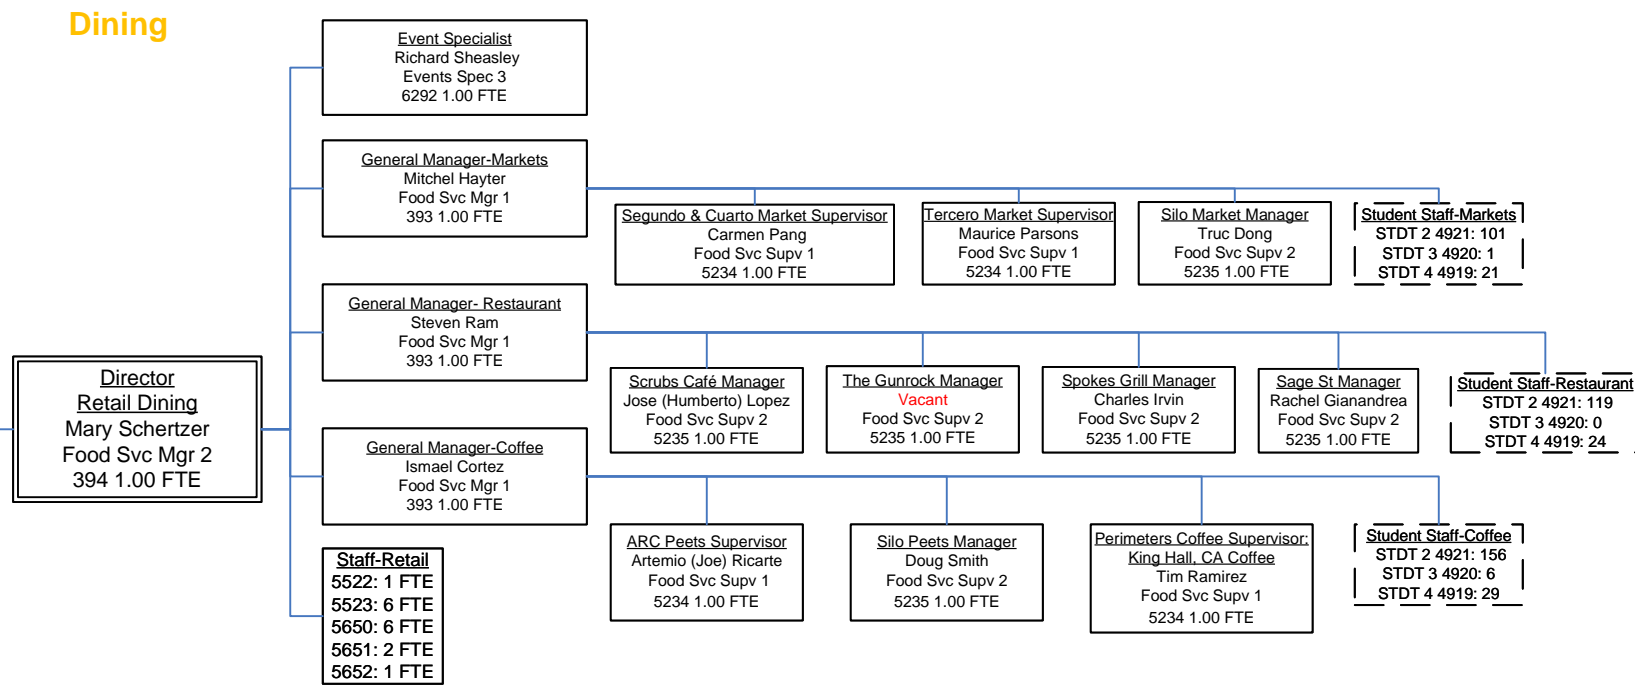 Dining
Event Specialist
Richard Sheasley
Events Spec 3
6292 1.00 FTE
General Manager-Markets
Mitchel Hayter
Food Svc Mgr 1
393 1.00 FTE
Segundo & Cuarto Market Supervisor
Carmen Pang
Food Svc Supv 1
5234 1.00 FTE
Tercero Market Supervisor
Maurice Parsons
Food Svc Supv 1
5234 1.00 FTE
Silo Market Manager
Truc Dong
Food Svc Supv 2
5235 1.00 FTE
Student Staff-Markets
STDT 2 4921: 101
STDT 3 4920: 1
STDT 4 4919: 21
General Manager- Restaurant
Steven Ram
Food Svc Mgr 1
393 1.00 FTE
Director
Retail Dining
Mary Schertzer
Food Svc Mgr 2
394 1.00 FTE
Scrubs Café Manager
Jose (Humberto) Lopez
Food Svc Supv 2
5235 1.00 FTE
The Gunrock Manager
Vacant
Food Svc Supv 2
5235 1.00 FTE
Spokes Grill Manager
Charles Irvin
Food Svc Supv 2
5235 1.00 FTE
Sage St Manager
Rachel Gianandrea
Food Svc Supv 2
5235 1.00 FTE
Student Staff-Restaurant
STDT 2 4921: 119
STDT 3 4920: 0
STDT 4 4919: 24
General Manager-Coffee
Ismael Cortez
Food Svc Mgr 1
393 1.00 FTE
ARC Peets Supervisor
Artemio (Joe) Ricarte
Food Svc Supv 1
5234 1.00 FTE
Silo Peets Manager
Doug Smith
Food Svc Supv 2
5235 1.00 FTE
Perimeters Coffee Supervisor:
King Hall, CA Coffee
Tim Ramirez
Food Svc Supv 1
5234 1.00 FTE
Student Staff-Coffee
STDT 2 4921: 156
STDT 3 4920: 6
STDT 4 4919: 29
Staff-Retail
5522: 1 FTE
5523: 6 FTE
5650: 6 FTE
5651: 2 FTE
5652: 1 FTE